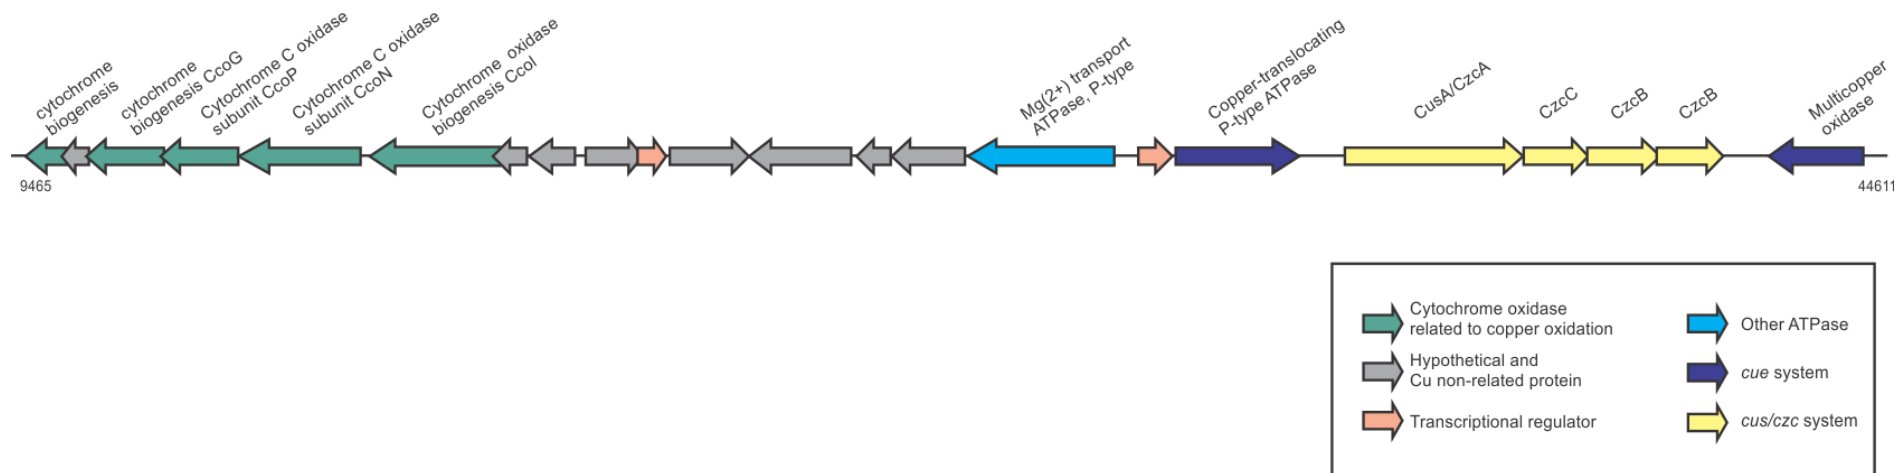 cytochrome
biogenesis
cytochrome
biogenesis CcoG
Cytochrome C oxidase
subunit CcoP
Cytochrome C oxidase
subunit CcoN
Cytochrome oxidase
biogenesis CcoI
Mg(2+) transport
ATPase, P-type
Copper-translocating
P-type ATPase
CusA/CzcA
CzcC
CzcB
CzcB
Multicopper
oxidase
9465
44611
Cytochrome oxidase
related to copper oxidation
Hypothetical and
Cu non-related protein
Transcriptional regulator
Other ATPase
cue system
cus/czc system